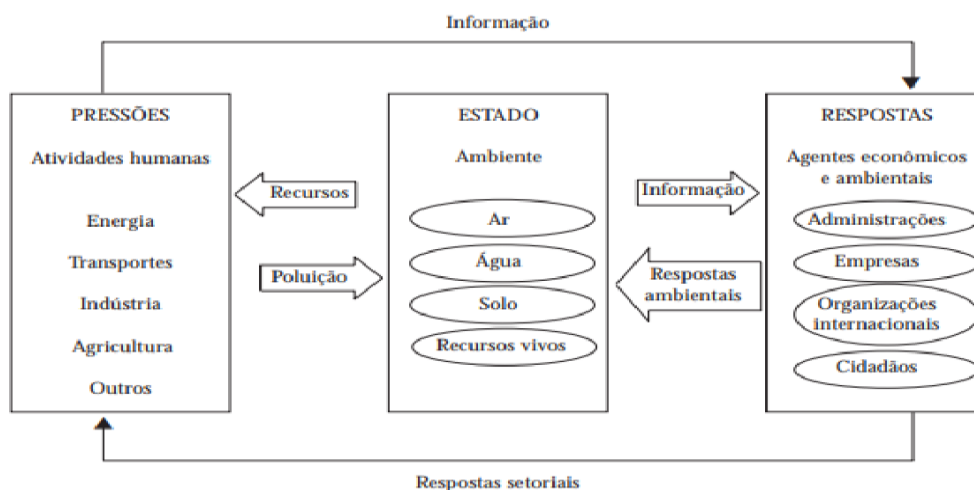 Informação
PRESSÕES
Atividades humanas
Energia
Transportes
Indústria
Agricultura
Outros
Recursos
Poluição
ESTADO
Ambiente
Ar
Água
Solo
Recursos vivos
Informação
Respostas
ambientais
RESPOSTAS
Agentes econômicos
e ambientais
Administrações
Empresas
Organizações
internacionais
Cidadãos
Respostas setoriais